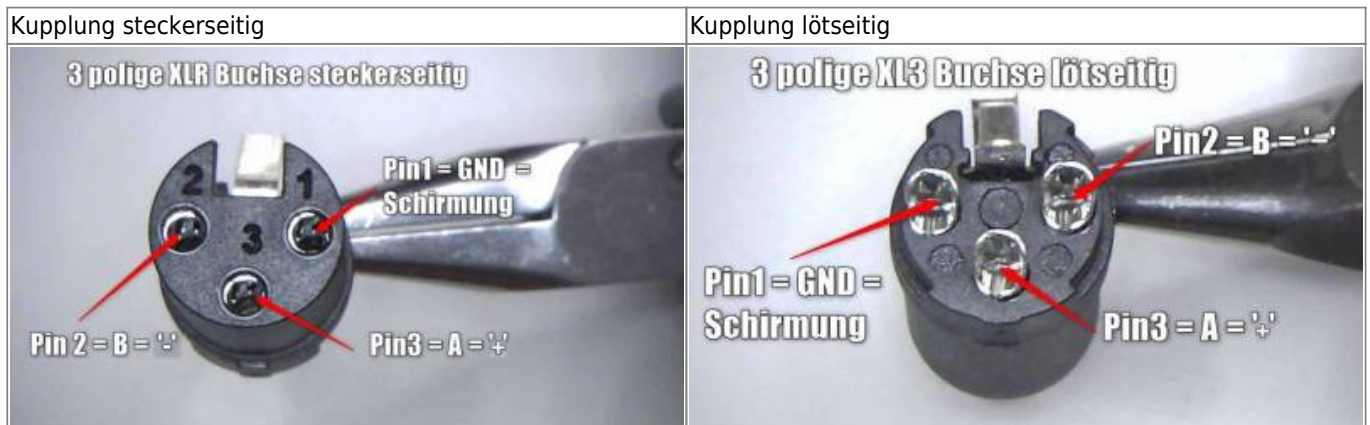 Kupplung steckerseitig
Kupplung lötseitig
3 polige XLR Buchse steckerseitig
2
1
3
Pin1 = GND =
Schirmung
Pin 2 = B = '-'
Pin3 = A = '+'
3 polige XL3 Buchse lötseitig
Pin2 = B = '-'
Pin1 = GND =
Schirmung
Pin3 = A = '+'